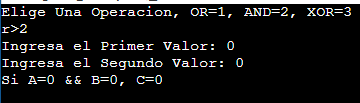 Elige Una Operacion, OR=1, AND=2, XOR=3
r>2
Ingresa el Primer Valor: 0
Ingresa el Segundo Valor: 0
Si A=0 && B=0, C=0